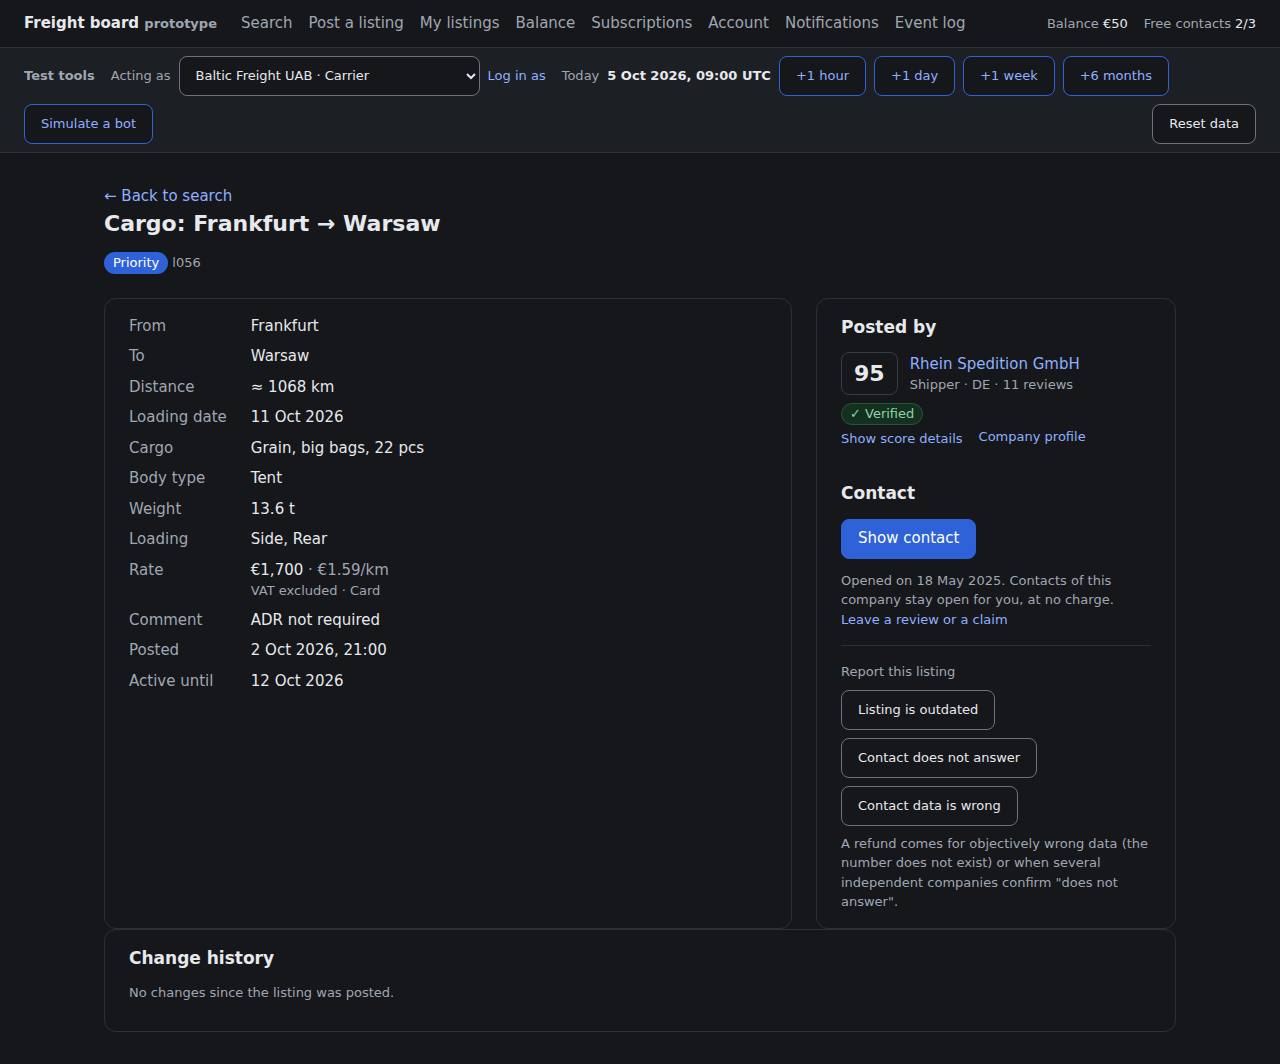 Freight board prototype Search Post a listing My listings Balance Subscriptions Account Notifications Event log Balance €50 Free contacts 2/3
Test tools Acting as Baltic Freight UAB · Carrier Log in as Today 5 Oct 2026, 09:00 UTC +1 hour +1 day +1 week +6 months
Simulate a bot Reset data
← Back to search
Cargo: Frankfurt → Warsaw
Priority l056
From Frankfurt
To Warsaw
Distance ≈ 1068 km
Loading date 11 Oct 2026
Cargo Grain, big bags, 22 pcs
Body type Tent
Weight 13.6 t
Loading Side, Rear
Rate €1,700 · €1.59/km
VAT excluded · Card
Comment ADR not required
Posted 2 Oct 2026, 21:00
Active until 12 Oct 2026
Posted by
95 Rhein Spedition GmbH
Shipper · DE · 11 reviews
✓ Verified
Show score details Company profile
Contact
Show contact
Opened on 18 May 2025. Contacts of this
company stay open for you, at no charge.
Leave a review or a claim
Report this listing
Listing is outdated
Contact does not answer
Contact data is wrong
A refund comes for objectively wrong data (the
number does not exist) or when several
independent companies confirm "does not
answer".
Change history
No changes since the listing was posted.